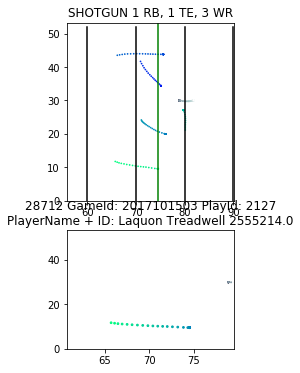 SHOTGUN 1 RB, 1 TE, 3 WR
50
40
30
20
10
0
60 70 80 90
28712 GameId: 2017101503 PlayId: 2127
PlayerName + ID: Laquon Treadwell 2555214.0
40
20
0
65 70 75